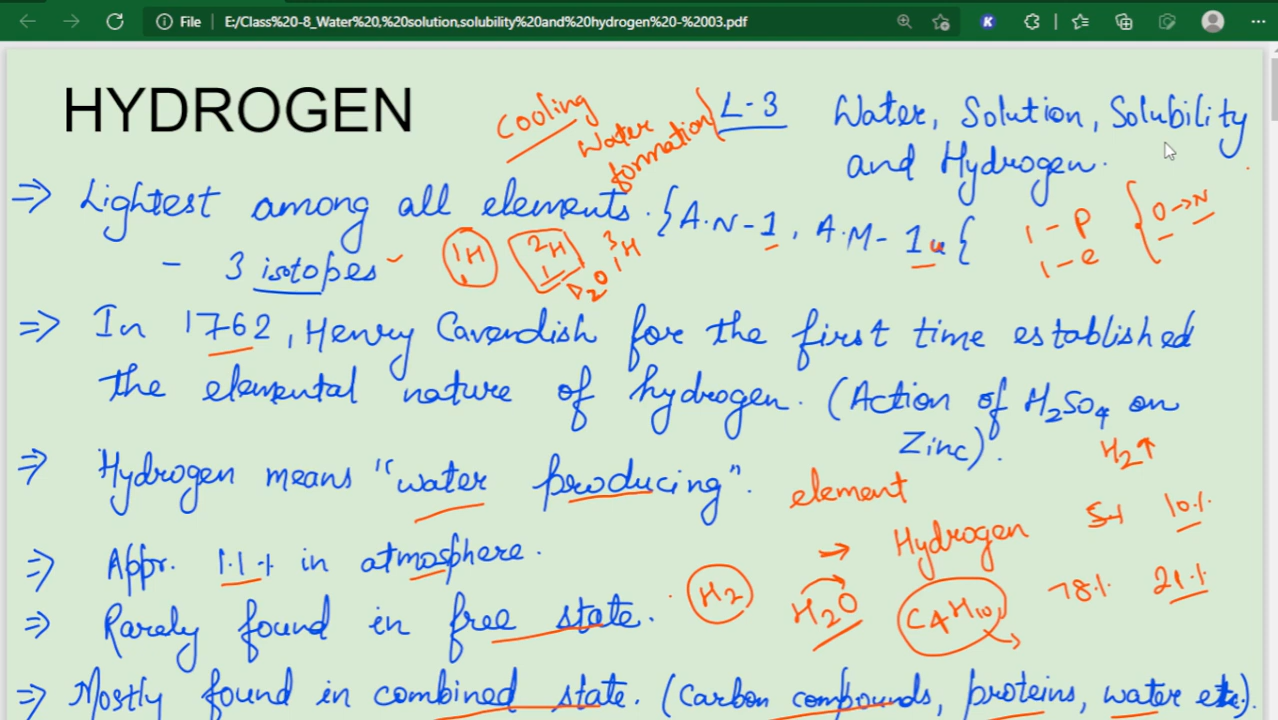 File E:/Class%20-8_Water%20,%20solution,solubility%20and%20hydrogen%20-%2003.pdf
HYDROGEN
Cooling
Water
formation
L-3 Water, Solution, Solubility
and Hydrogen.
⇒ Lightest among all elements. {A.N-1, A.M-1u{
1-P
1-e
{0→N
- 3 isotopes
1H 2H 3H
1 1
D2O
⇒ In 1762, Henry Cavendish for the first time established
the elemental nature of hydrogen. (Action of H2SO4 on
Zinc).
H2↑
⇒ Hydrogen means "water producing".
element
→ Hydrogen
10%
⇒ Appr. 1.1% in atmosphere.
78% 21%
⇒ Rarely found in free state.
H2 H2O C4H10
⇒ Mostly found in combined state. (Carbon compounds, proteins, water etc).